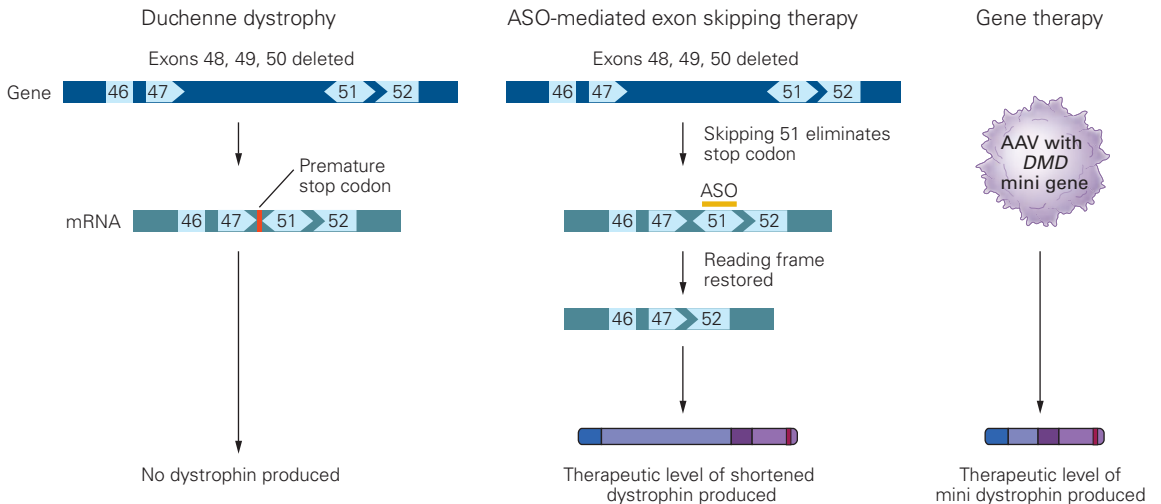 Duchenne dystrophy
Exons 48, 49, 50 deleted
Gene
46 47 51 52
Premature
stop codon
mRNA
46 47 51 52
No dystrophin produced
ASO-mediated exon skipping therapy
Exons 48, 49, 50 deleted
46 47 51 52
Skipping 51 eliminates
stop codon
ASO
46 47 51 52
Reading frame
restored
46 47 52
Therapeutic level of shortened
dystrophin produced
Gene therapy
AAV with
DMD
mini gene
Therapeutic level of
mini dystrophin produced